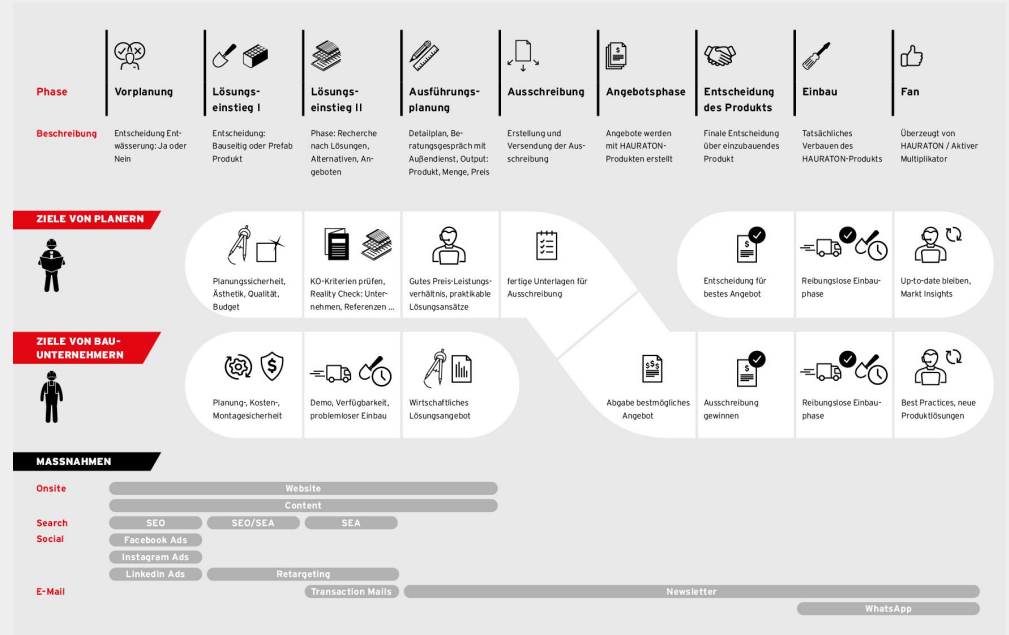 Phase
Vorplanung
Lösungs-
einstieg I
Lösungs-
einstieg II
Ausführungs-
planung
Ausschreibung
Angebotsphase
Entscheidung
des Produkts
Einbau
Fan
Beschreibung
Entscheidung Ent-
wässerung: Ja oder
Nein
Entscheidung:
Bauseitig oder Prefab
Produkt
Phase: Recherche
nach Lösungen,
Alternativen, An-
geboten
Detailplan, Be-
ratungsgespräch mit
Außendienst, Output:
Produkt, Menge, Preis
Erstellung und
Versendung der Aus-
schreibung
Angebote werden
mit HAURATON-
Produkten erstellt
Finale Entscheidung
über einzubauendes
Produkt
Tatsächliches
Verbauen des
HAURATON-Produkts
Überzeugt von
HAURATON / Aktiver
Multiplikator
ZIELE VON PLANERN
Planungssicherheit,
Ästhetik, Qualität,
Budget
KO-Kriterien prüfen,
Reality Check: Unter-
nehmen, Referenzen ...
Gutes Preis-Leistungs-
verhältnis, praktikable
Lösungsansätze
fertige Unterlagen für
Ausschreibung
Entscheidung für
bestes Angebot
Reibungslose Einbau-
phase
Up-to-date bleiben,
Markt Insights
ZIELE VON BAU-
UNTERNEHMERN
Planung-, Kosten-,
Montagesicherheit
Demo, Verfügbarkeit,
problemloser Einbau
Wirtschaftliches
Lösungsangebot
Abgabe bestmögliches
Angebot
Ausschreibung
gewinnen
Reibungslose Einbau-
phase
Best Practices, neue
Produktlösungen
MASSNAHMEN
Onsite
Website
Content
Search
SEO
SEO/SEA
SEA
Social
Facebook Ads
Instagram Ads
LinkedIn Ads
Retargeting
E-Mail
Transaction Mails
Newsletter
WhatsApp